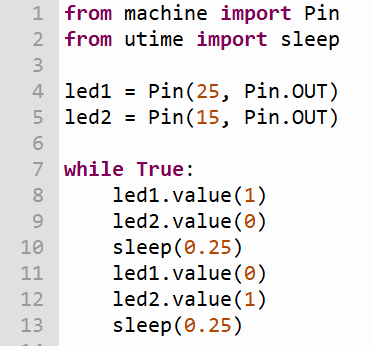 1 from machine import Pin
2 from utime import sleep
3
4 led1 = Pin(25, Pin.OUT)
5 led2 = Pin(15, Pin.OUT)
6
7 while True:
8     led1.value(1)
9     led2.value(0)
10     sleep(0.25)
11     led1.value(0)
12     led2.value(1)
13     sleep(0.25)